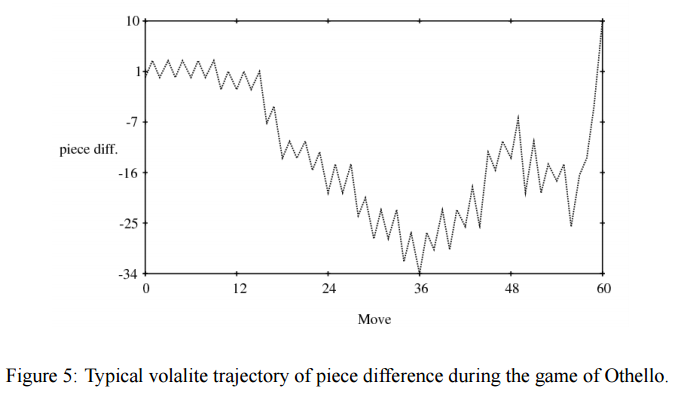 10
1
-7
piece diff.
-16
-25
-34
0 12 24 36 48 60
Move
Figure 5: Typical volalite trajectory of piece difference during the game of Othello.